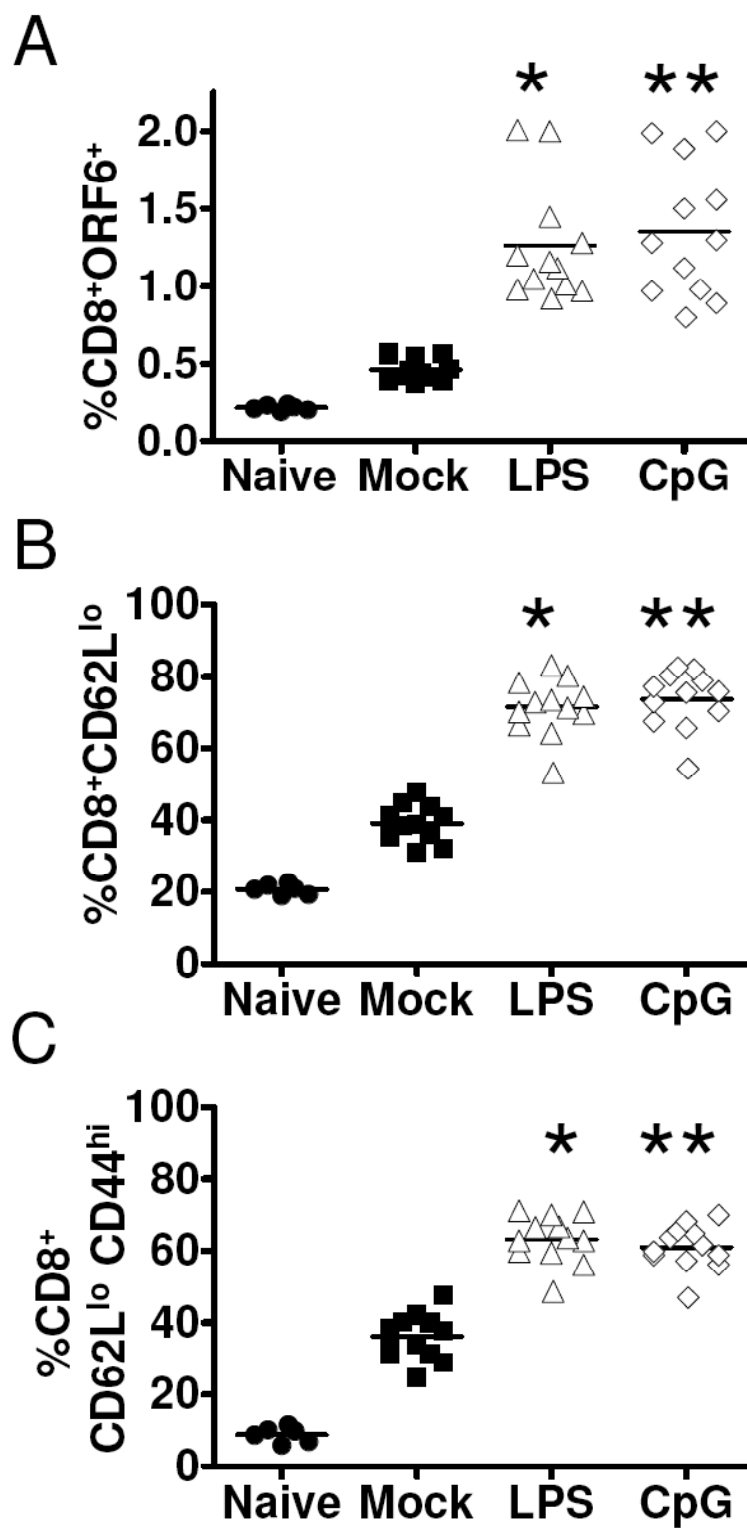 A
* **
%CD8⁺ORF6⁺
2.0
1.5
1.0
0.5
0.0
Naive Mock LPS CpG
B
* **
%CD8⁺CD62Lˡᵒ
100
80
60
40
20
0
Naive Mock LPS CpG
C
* **
%CD8⁺
CD62Lˡᵒ CD44ʰⁱ
100
80
60
40
20
0
Naive Mock LPS CpG